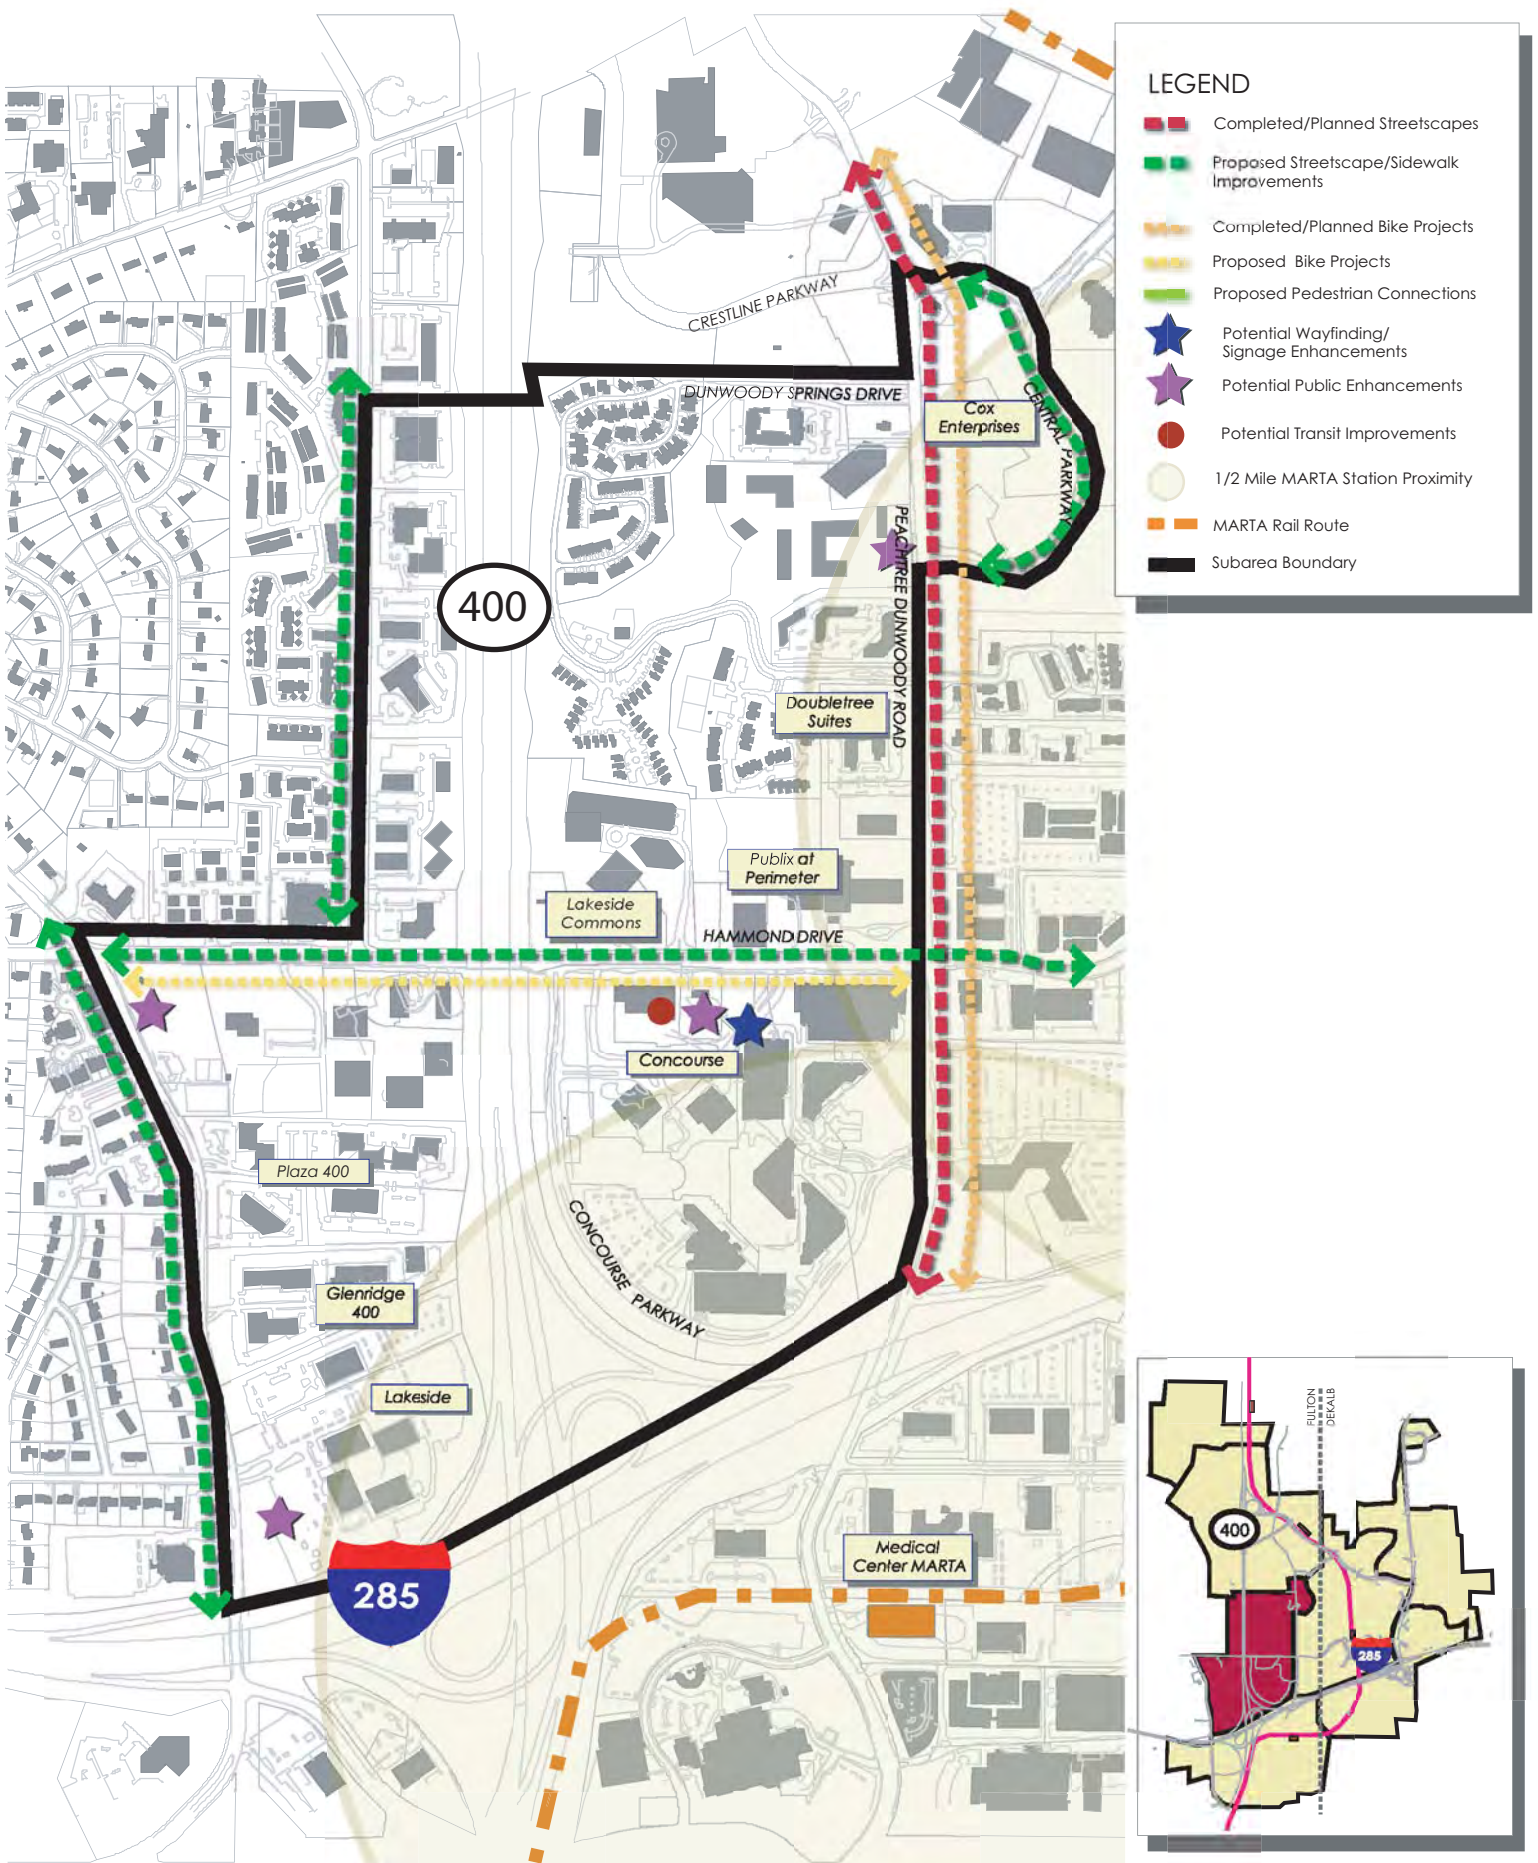 LEGEND
Completed/Planned Streetscapes
Proposed Streetscape/Sidewalk
Improvements
Completed/Planned Bike Projects
Proposed Bike Projects
Proposed Pedestrian Connections
Potential Wayfinding/
Signage Enhancements
Potential Public Enhancements
Potential Transit Improvements
1/2 Mile MARTA Station Proximity
MARTA Rail Route
Subarea Boundary
CRESTLINE PARKWAY
DUNWOODY SPRINGS DRIVE
Cox
Enterprises
CENTRAL PARKWAY
PEACHTREE DUNWOODY ROAD
400
Doubletree
Suites
Publix at
Perimeter
Lakeside
Commons
HAMMOND DRIVE
Concourse
Plaza 400
CONCOURSE PARKWAY
Glenridge
400
Lakeside
285
Medical
Center MARTA
FULTON
DEKALB
400
285